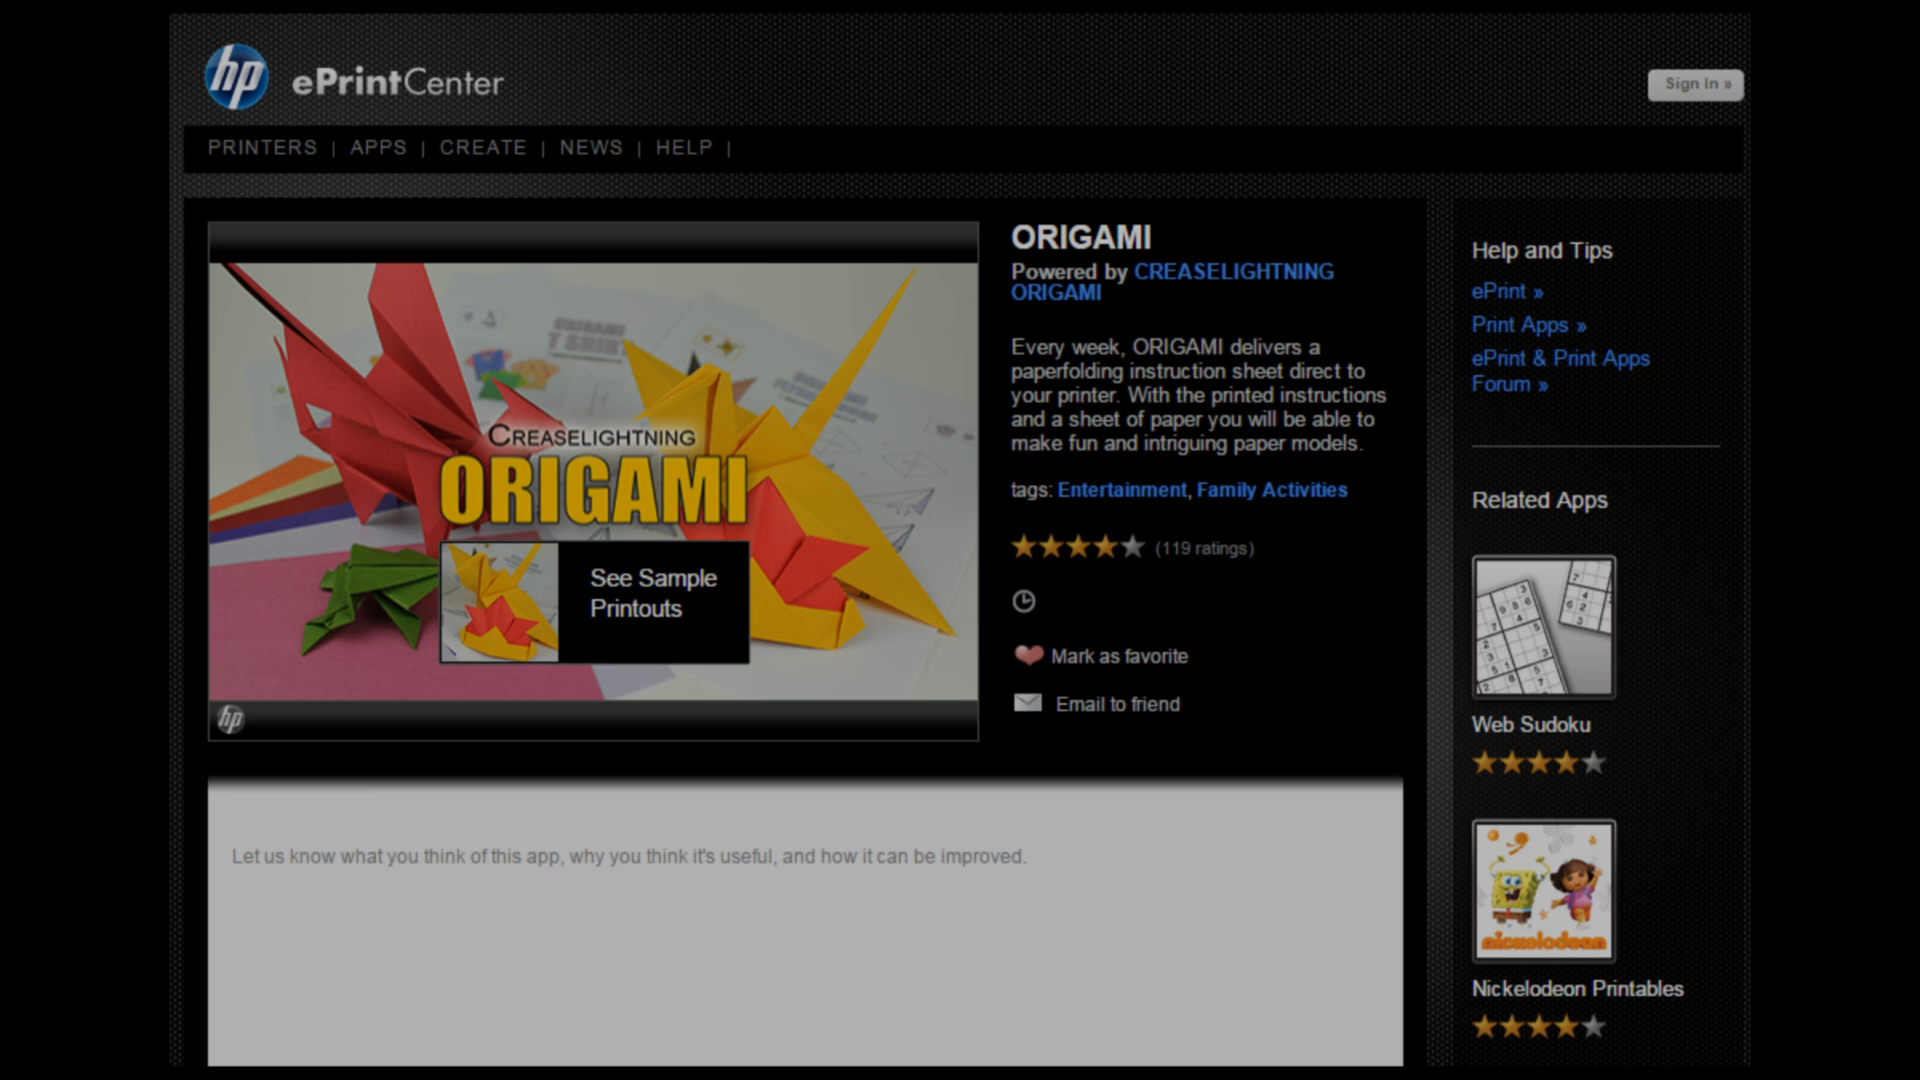 hp ePrintCenter
Sign In »
PRINTERS | APPS | CREATE | NEWS | HELP |
CREASELIGHTNING
ORIGAMI
See Sample
Printouts
hp
ORIGAMI
Powered by CREASELIGHTNING
ORIGAMI
Every week, ORIGAMI delivers a
paperfolding instruction sheet direct to
your printer. With the printed instructions
and a sheet of paper you will be able to
make fun and intriguing paper models.
tags: Entertainment, Family Activities
(119 ratings)
Mark as favorite
Email to friend
Let us know what you think of this app, why you think it's useful, and how it can be improved.
Help and Tips
ePrint »
Print Apps »
ePrint & Print Apps
Forum »
Related Apps
Web Sudoku
nickelodeon
Nickelodeon Printables